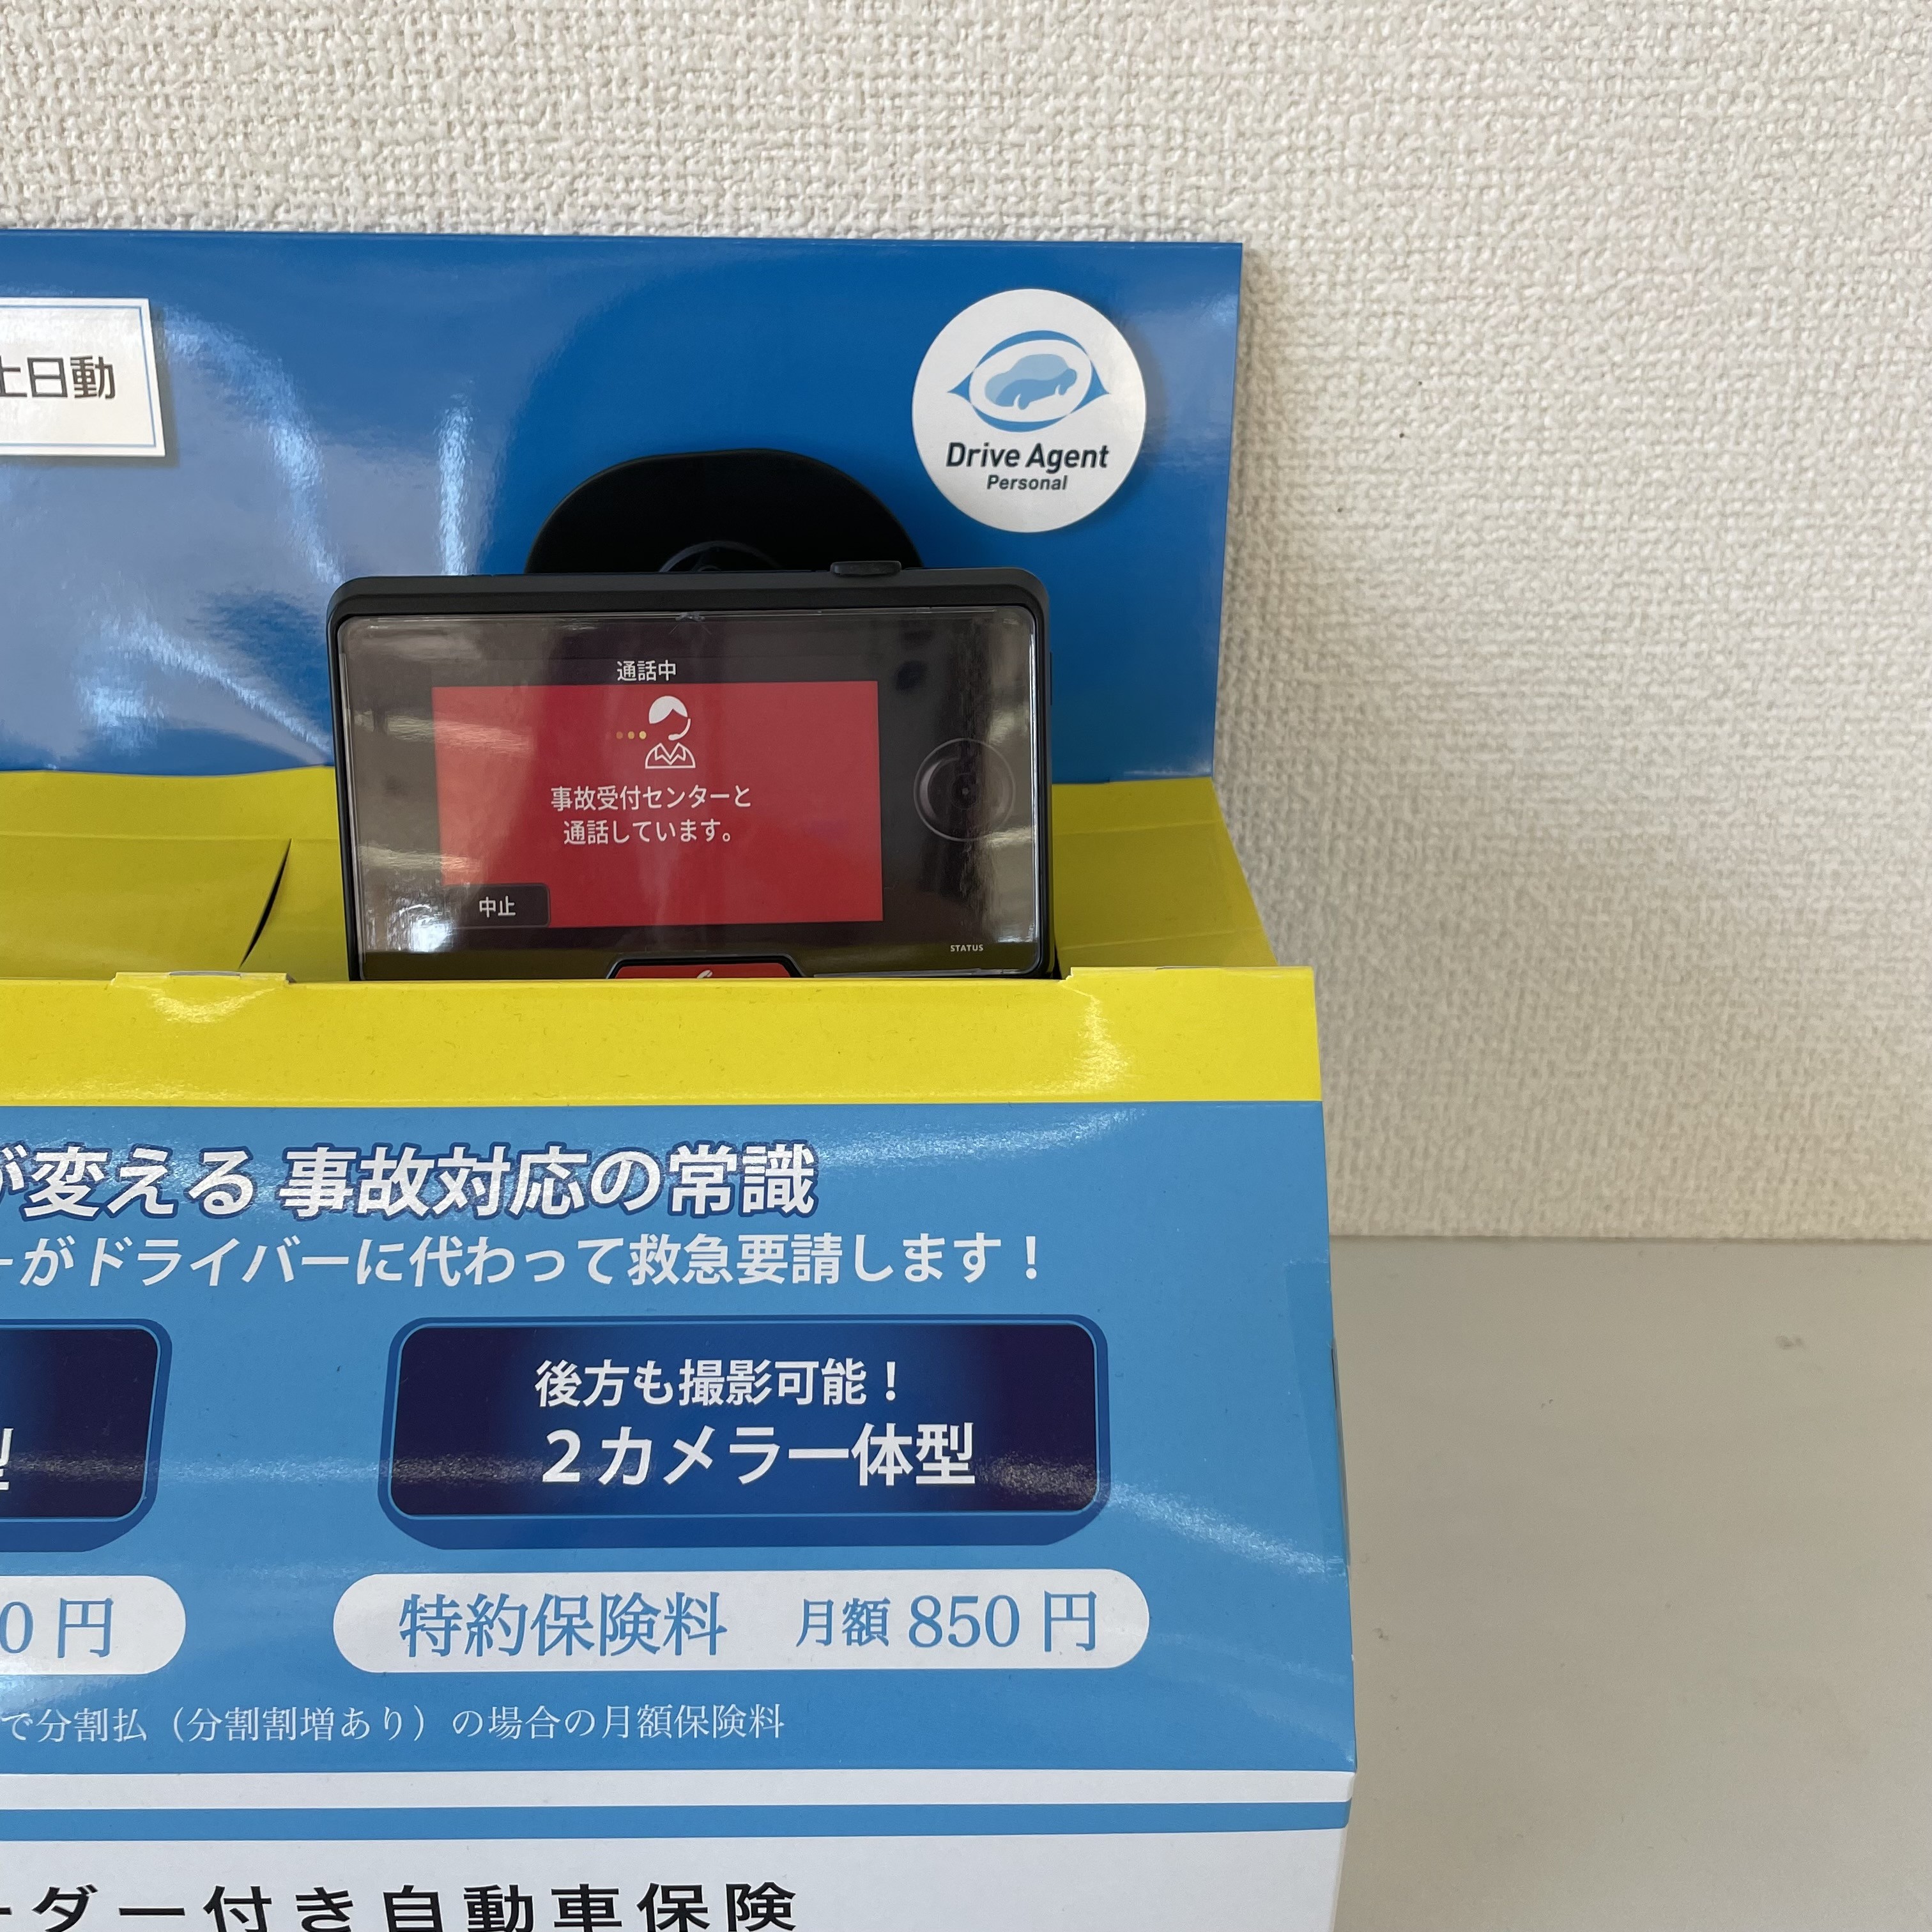 上日動
Drive Agent
Personal
通話中
事故受付センターと
通話しています。
中止
STATUS
が変える 事故対応の常識
ーがドライバーに代わって救急要請します！
後方も撮影可能！
型
2カメラ一体型
0円
特約保険料 月額 850 円
で分割払（分割割増あり）の場合の月額保険料
ーダー付き自動車保険